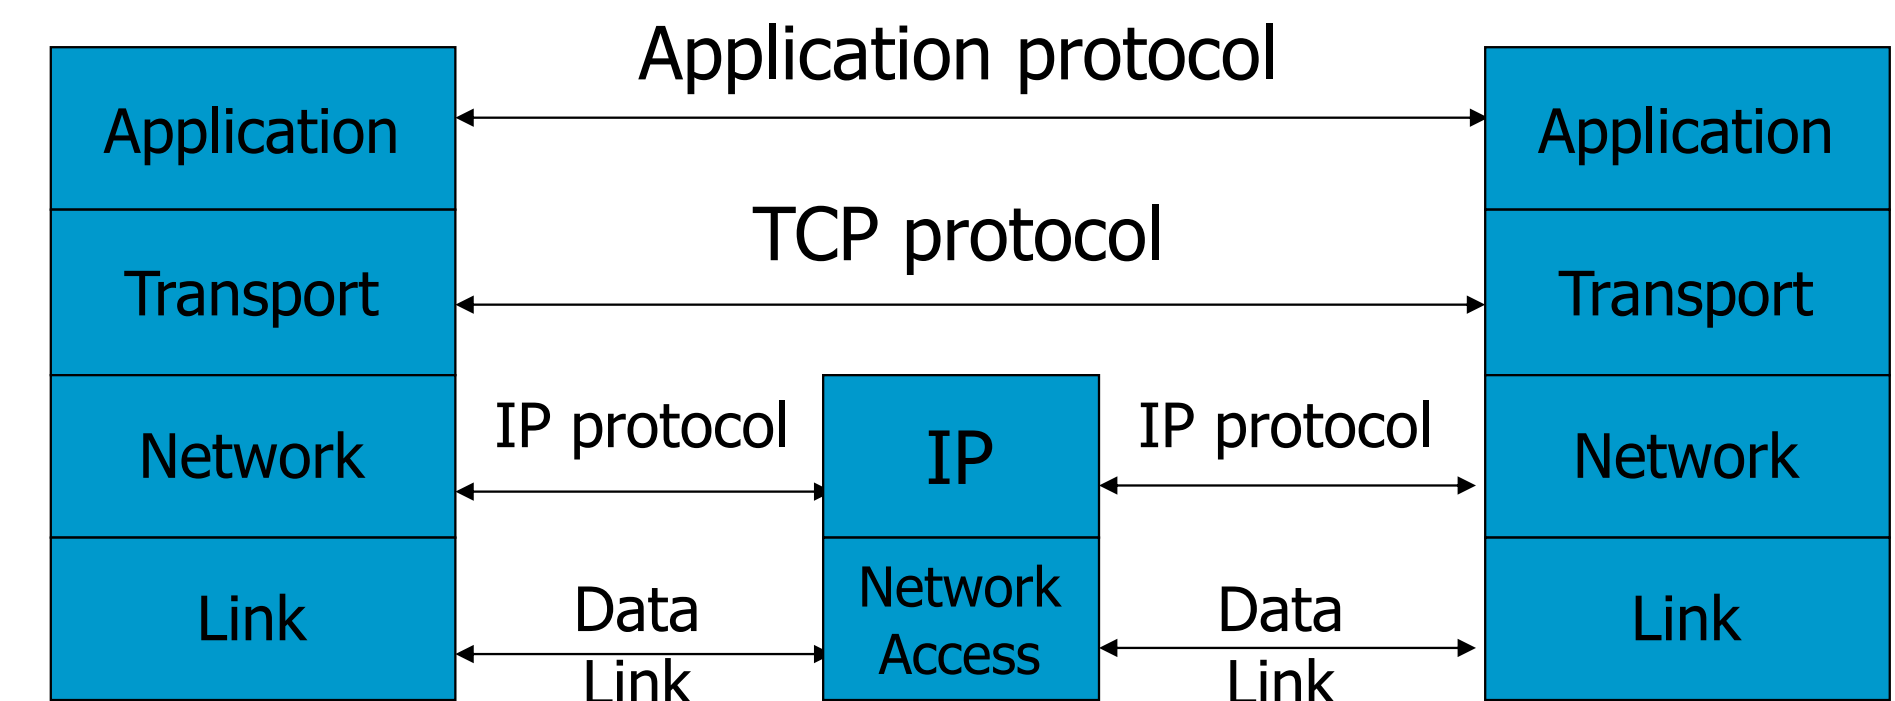 Application protocol
Application
Application
TCP protocol
Transport
Transport
IP protocol
IP protocol
Network
IP
Network
Link
Data
Link
Network
Access
Data
Link
Link